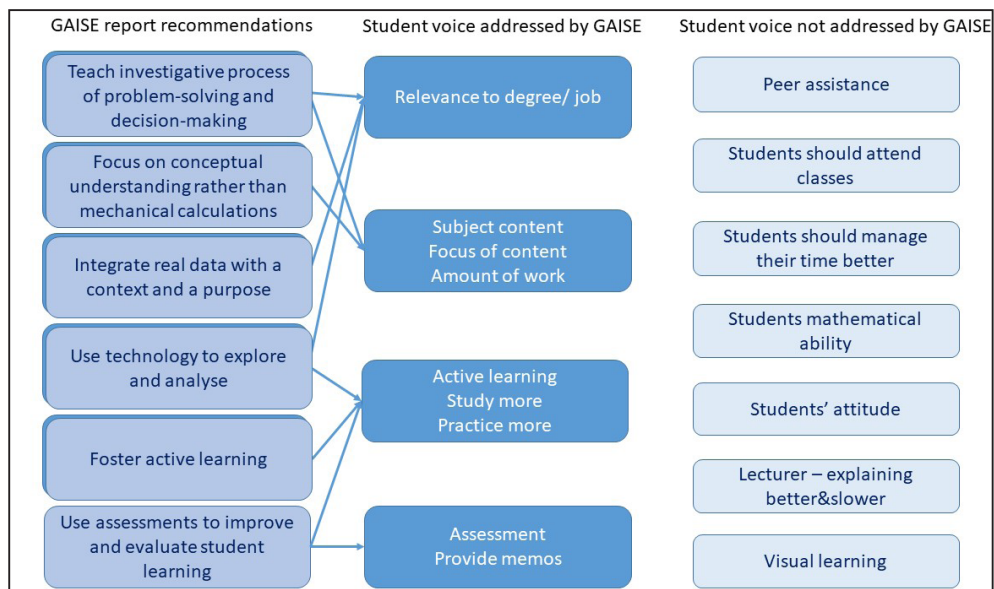 GAISE report recommendations
Teach investigative process
of problem-solving and
decision-making
Focus on conceptual
understanding rather than
mechanical calculations
Integrate real data with a
context and a purpose
Use technology to explore
and analyse
Foster active learning
Use assessments to improve
and evaluate student
learning
Student voice addressed by GAISE
Relevance to degree/ job
Subject content
Focus of content
Amount of work
Active learning
Study more
Practice more
Assessment
Provide memos
Student voice not addressed by GAISE
Peer assistance
Students should attend
classes
Students should manage
their time better
Students mathematical
ability
Students’ attitude
Lecturer – explaining
better&slower
Visual learning